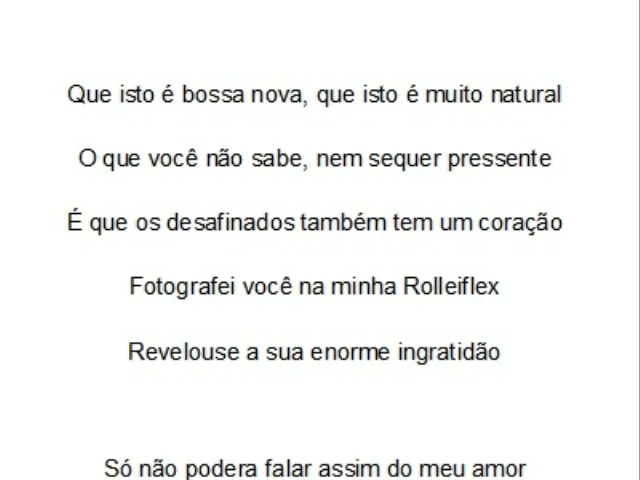 Que isto é bossa nova, que isto é muito natural
O que você não sabe, nem sequer pressente
É que os desafinados também tem um coração
Fotografei você na minha Rolleiflex
Revelouse a sua enorme ingratidão
Só não podera falar assim do meu amor